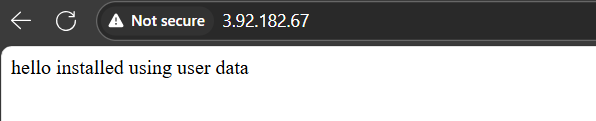 Not secure 3.92.182.67
hello installed using user data